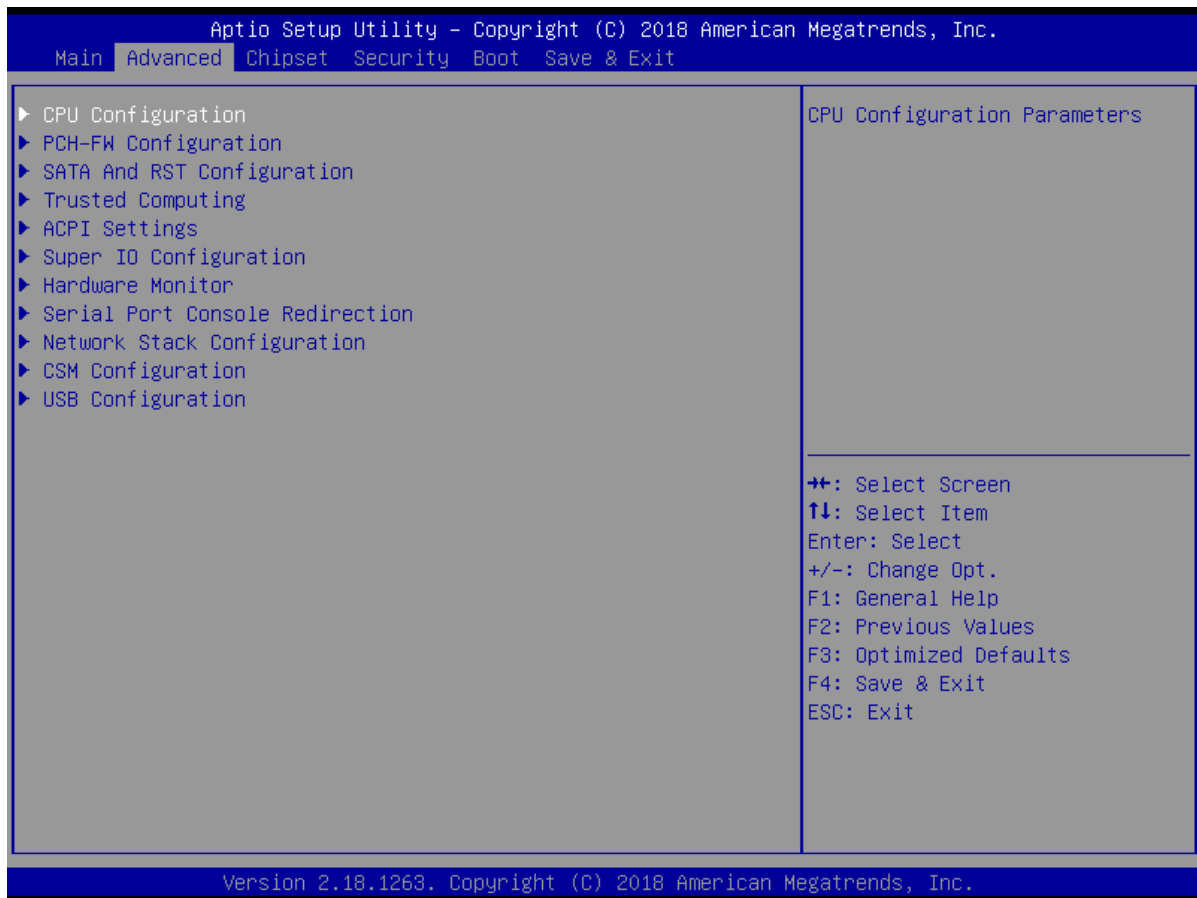 Aptio Setup Utility – Copyright (C) 2018 American Megatrends, Inc.
Main Advanced Chipset Security Boot Save & Exit
▶ CPU Configuration
▶ PCH-FW Configuration
▶ SATA And RST Configuration
▶ Trusted Computing
▶ ACPI Settings
▶ Super IO Configuration
▶ Hardware Monitor
▶ Serial Port Console Redirection
▶ Network Stack Configuration
▶ CSM Configuration
▶ USB Configuration
CPU Configuration Parameters
→←: Select Screen
↑↓: Select Item
Enter: Select
+/-: Change Opt.
F1: General Help
F2: Previous Values
F3: Optimized Defaults
F4: Save & Exit
ESC: Exit
Version 2.18.1263. Copyright (C) 2018 American Megatrends, Inc.